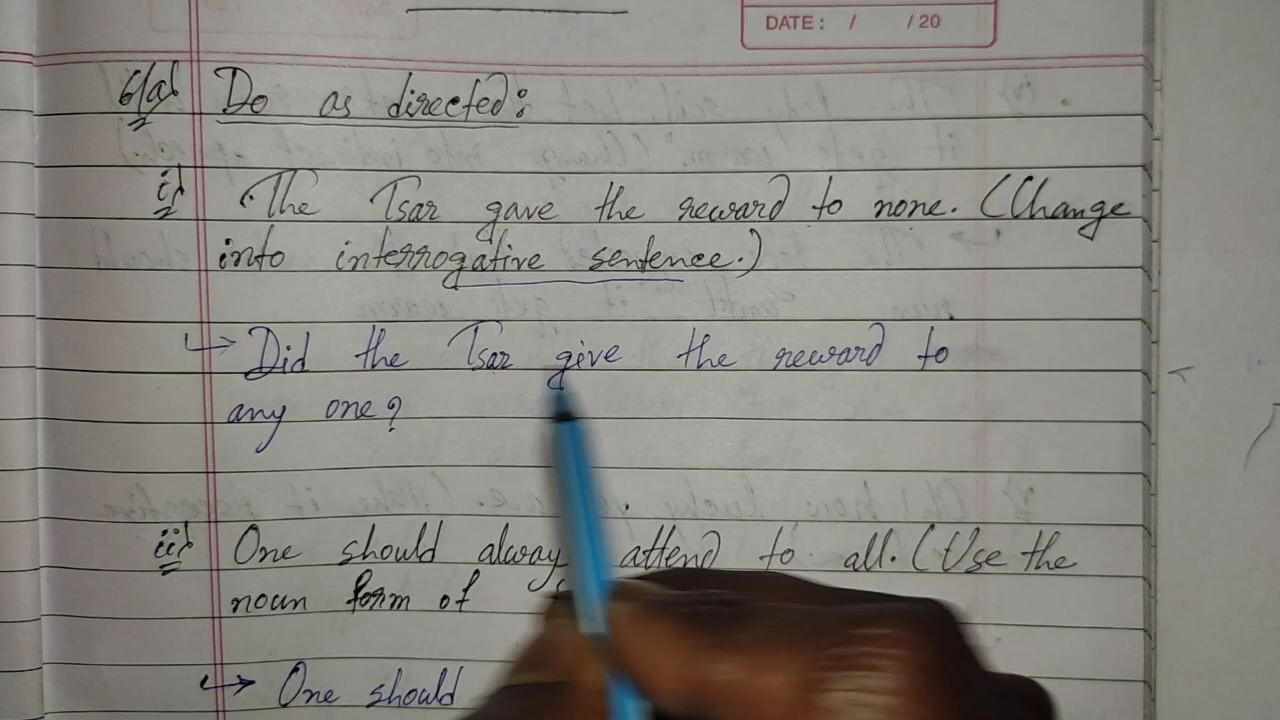 DATE: / /20
6(a) Do as directed:
i) The Tsar gave the reward to none. (Change
into interrogative sentence.)
↳ Did the Tsar give the reward to
any one?
ii) One should always attend to all. (Use the
noun form of
↳ One should